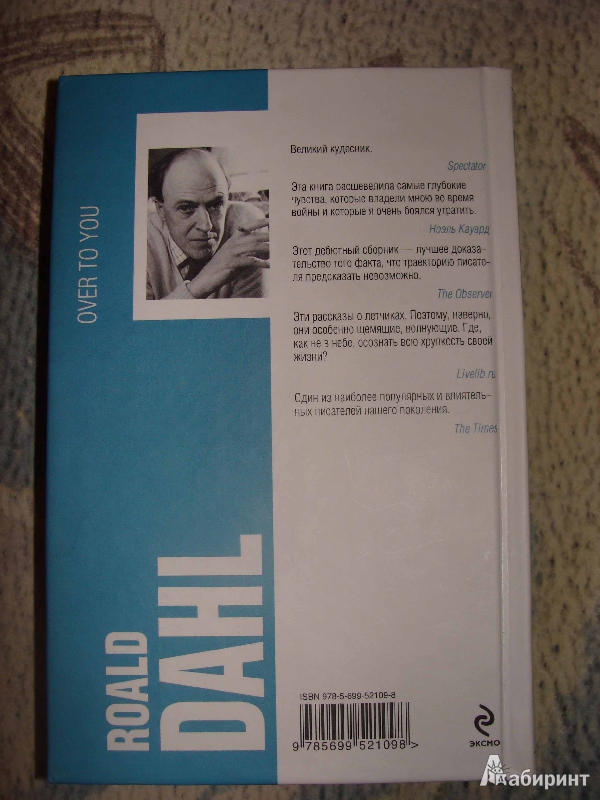 OVER TO YOU
ROALD
DAHL
Великий кудесник.
Spectator
Эта книга расшевелила самые глубокие
чувства, которые владели мною во время
войны и которые я очень боялся утратить.
Ноэль Кауард
Этот дебютный сборник — лучшее доказа-
тельство того факта, что траекторию писате-
ля предсказать невозможно.
The Observer
Эти рассказы о летчиках. Поэтому, наверно,
они особенно щемящие, волнующие. Где,
как не в небе, осознать всю хрупкость своей
жизни?
Livelib.ru
Один из наиболее популярных и влиятель-
ных писателей нашего поколения.
The Times
ISBN 978-5-699-52109-8
9 785699 521098 >
ЭКСМО
Лабиринт